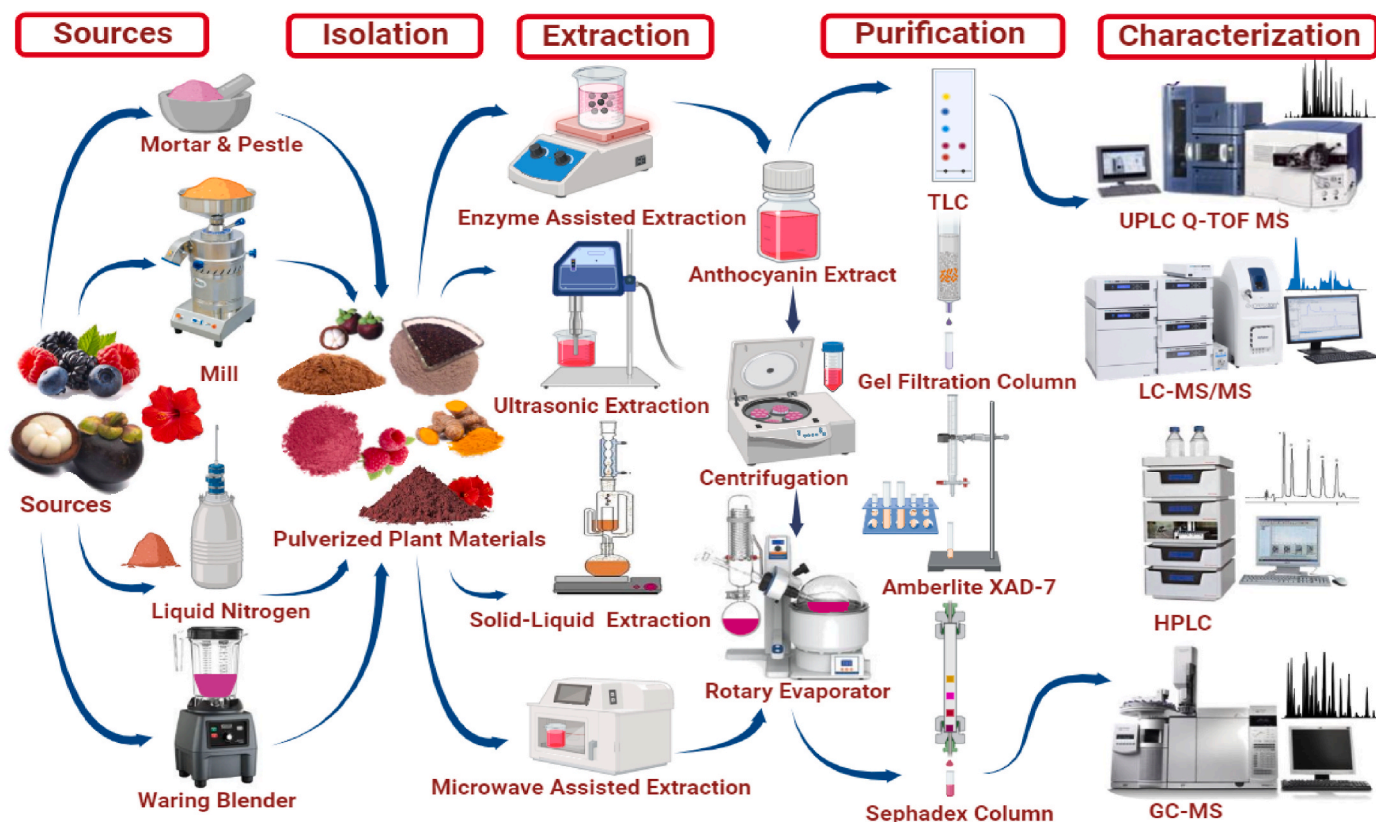 Sources
Isolation
Extraction
Purification
Characterization
Mortar & Pestle
Mill
Sources
Liquid Nitrogen
Waring Blender
Pulverized Plant Materials
Enzyme Assisted Extraction
Ultrasonic Extraction
Solid-Liquid Extraction
Microwave Assisted Extraction
Anthocyanin Extract
Centrifugation
Rotary Evaporator
TLC
Gel Filtration Column
Amberlite XAD-7
Sephadex Column
UPLC Q-TOF MS
LC-MS/MS
HPLC
GC-MS